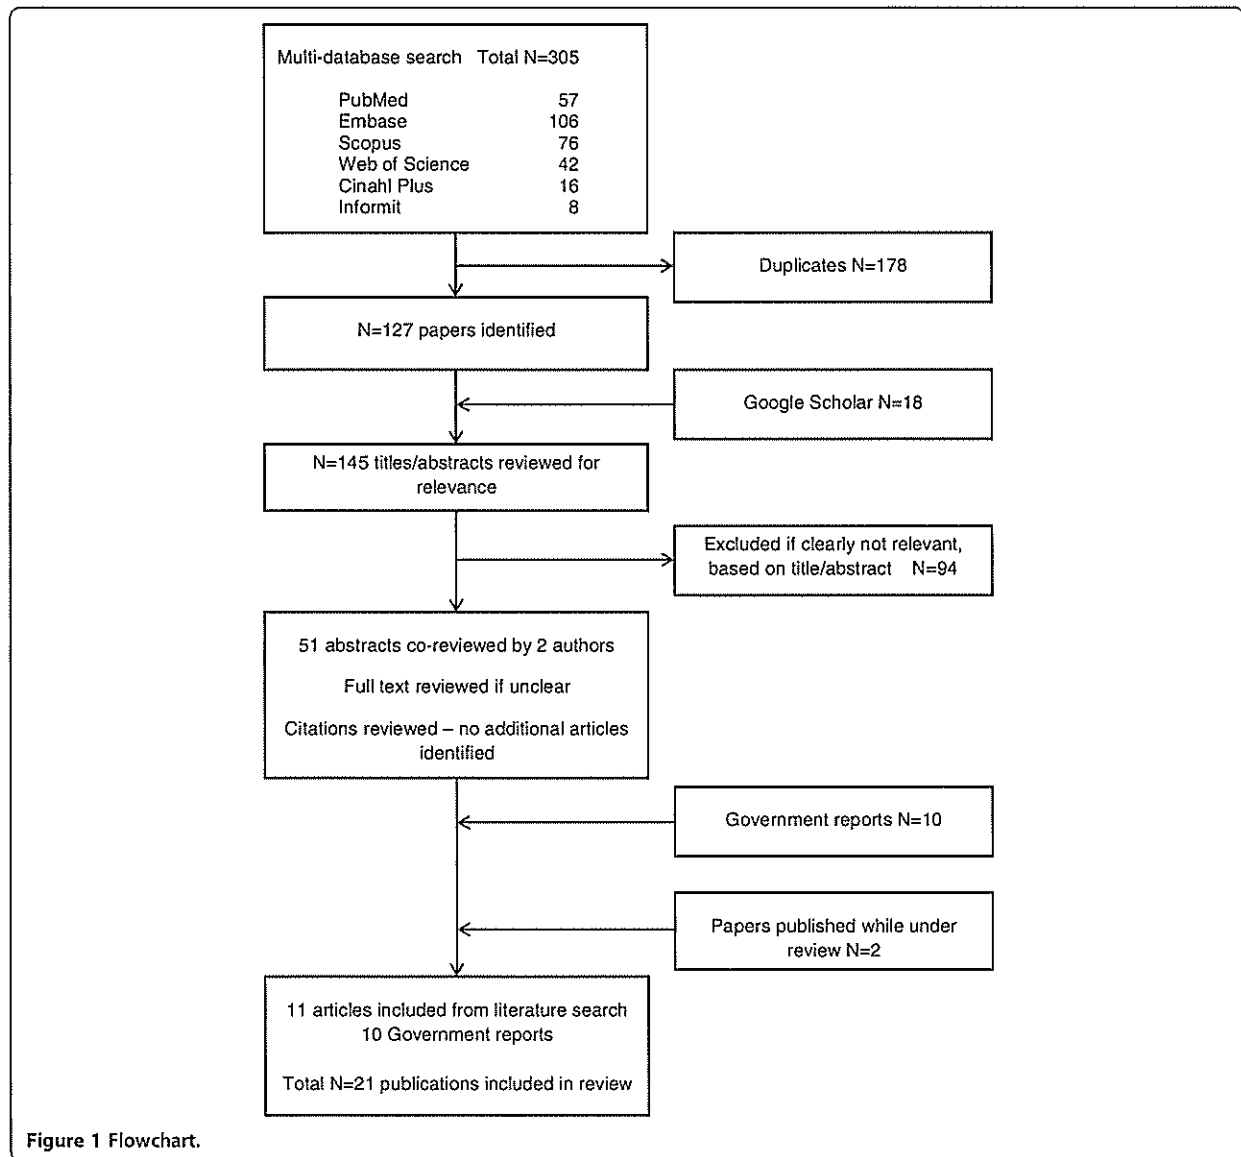 Multi-database search Total N=305
PubMed 57
Embase 106
Scopus 76
Web of Science 42
Cinahl Plus 16
Informit 8
Duplicates N=178
N=127 papers identified
Google Scholar N=18
N=145 titles/abstracts reviewed for
relevance
Excluded if clearly not relevant,
based on title/abstract N=94
51 abstracts co-reviewed by 2 authors
Full text reviewed if unclear
Citations reviewed – no additional articles
identified
Government reports N=10
Papers published while under
review N=2
11 articles included from literature search
10 Government reports
Total N=21 publications included in review
Figure 1 Flowchart.